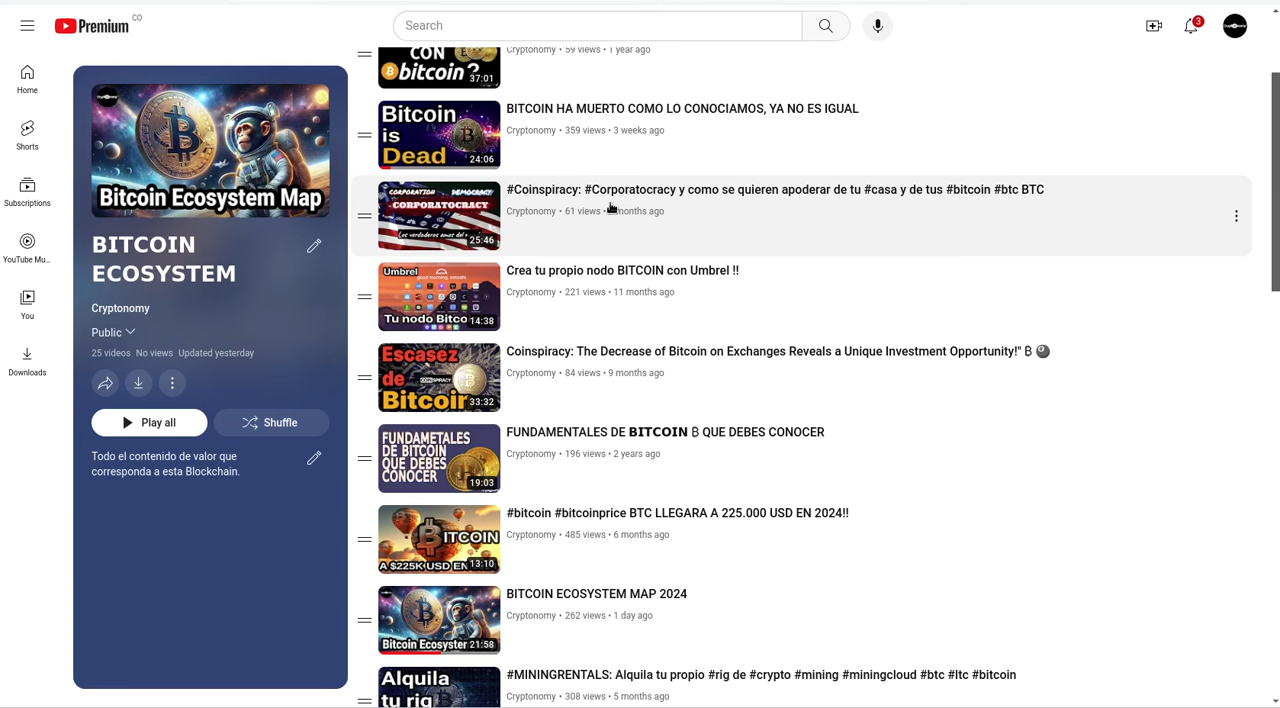 Premium CO
Search
3
Home
Shorts
Subscriptions
YouTube Mu...
You
Downloads
Bitcoin Ecosystem Map
BITCOIN
ECOSYSTEM
Cryptonomy
Public
25 videos No views Updated yesterday
Play all
Shuffle
Todo el contenido de valor que
corresponda a esta Blockchain.
CON
bitcoin?
37:01
Cryptonomy • 59 views • 1 year ago
Bitcoin
is
Dead
24:06
BITCOIN HA MUERTO COMO LO CONOCIAMOS, YA NO ES IGUAL
Cryptonomy • 359 views • 3 weeks ago
CORPORATION DEMOCRACY
CORPORATOCRACY
Los verdaderos amos del
25:46
#Coinspiracy: #Corporatocracy y como se quieren apoderar de tu #casa y de tus #bitcoin #btc BTC
Cryptonomy • 61 views • months ago
Umbrel
good morning, satoshi
Tu nodo Bitco
14:38
Crea tu propio nodo BITCOIN con Umbrel !!
Cryptonomy • 221 views • 11 months ago
Escasez
de
COINSPIRACY
Bitcoin
33:32
Coinspiracy: The Decrease of Bitcoin on Exchanges Reveals a Unique Investment Opportunity!" ₿ 🎱
Cryptonomy • 84 views • 9 months ago
FUNDAMETALES
DE BITCOIN
QUE DEBES
CONOCER
19:03
FUNDAMENTALES DE 𝗕𝗜𝗧𝗖𝗢𝗜𝗡 ₿ QUE DEBES CONOCER
Cryptonomy • 196 views • 2 years ago
BITCOIN
A $225K USD EN
13:10
#bitcoin #bitcoinprice BTC LLEGARA A 225.000 USD EN 2024!!
Cryptonomy • 485 views • 6 months ago
Bitcoin Ecosyster
21:58
BITCOIN ECOSYSTEM MAP 2024
Cryptonomy • 262 views • 1 day ago
Alquila
tu rig
#MININGRENTALS: Alquila tu propio #rig de #crypto #mining #miningcloud #btc #ltc #bitcoin
Cryptonomy • 308 views • 5 months ago